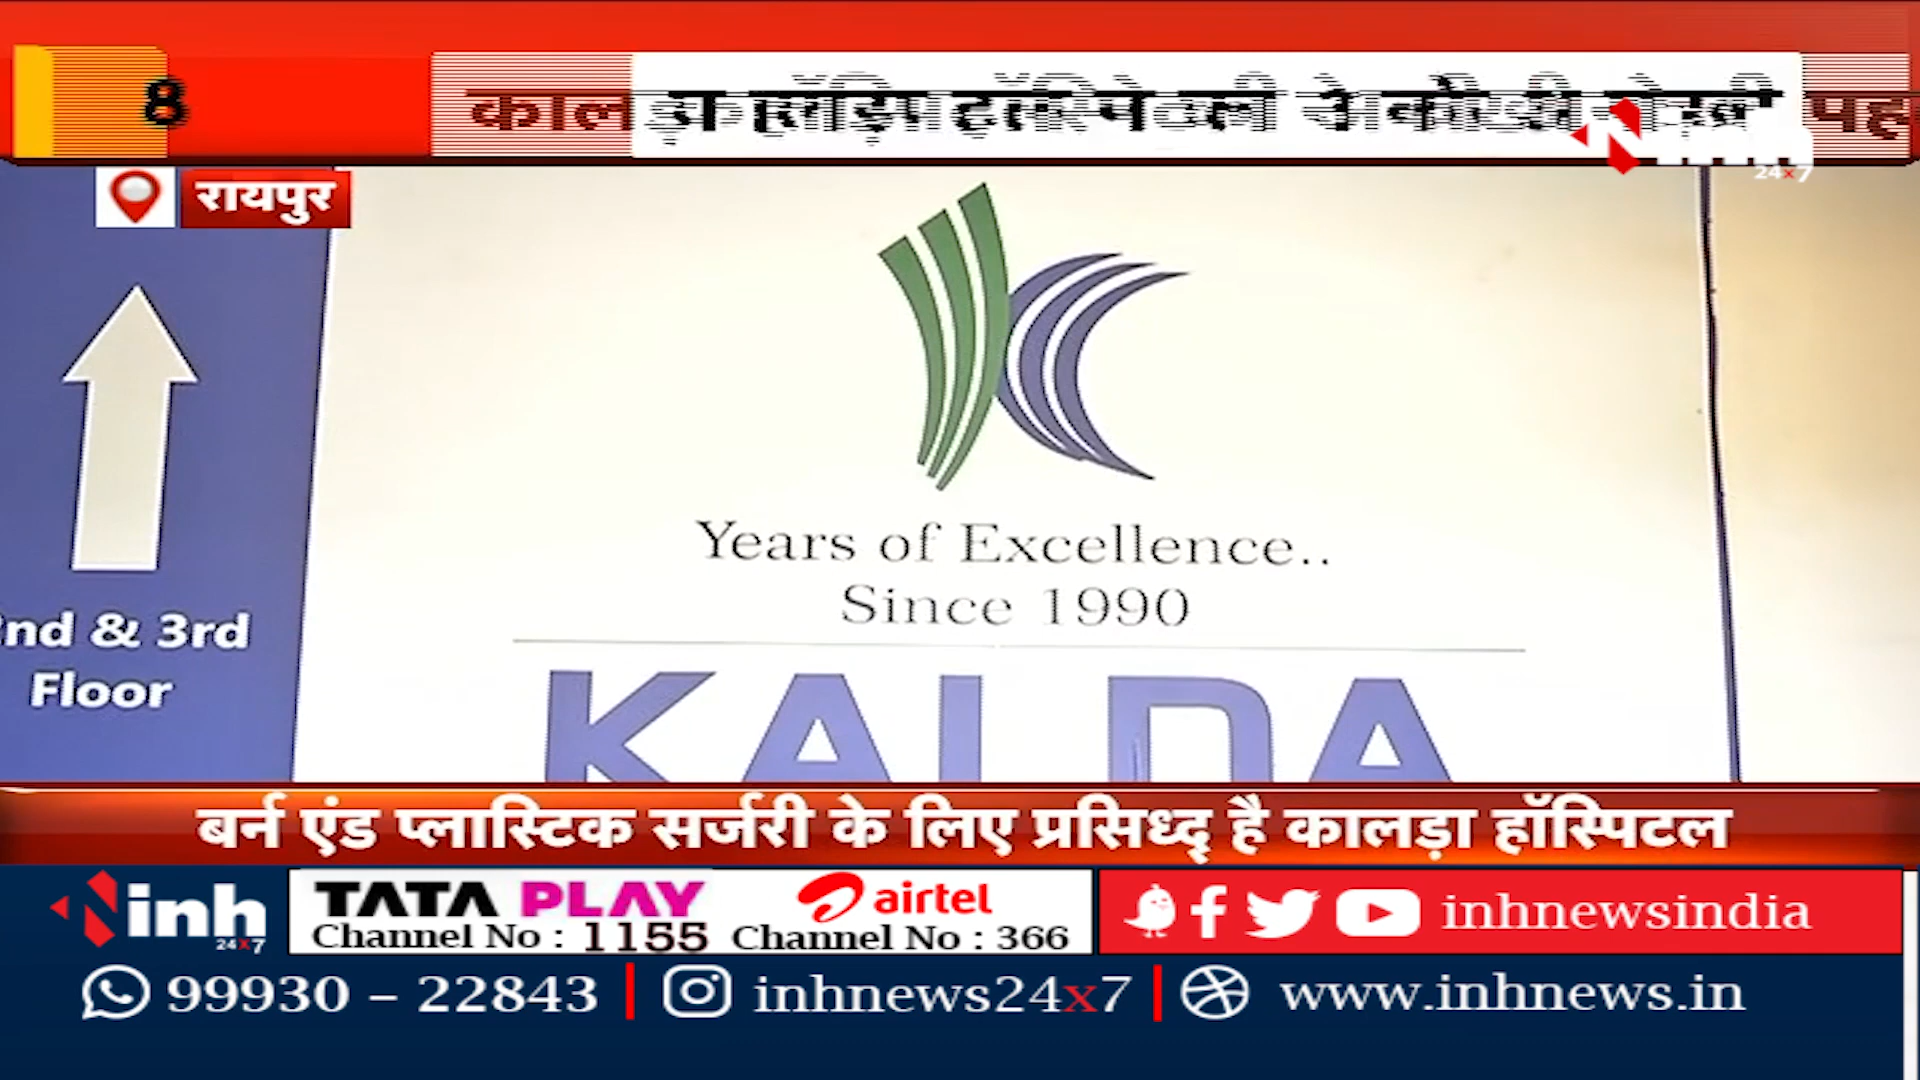 8
रायपुर
24x7
nd & 3rd
Floor
Years of Excellence..
Since 1990
KALDA
बर्न एंड प्लास्टिक सर्जरी के लिए प्रसिध्द् है कालड़ा हॉस्पिटल
inh
24x7
TATA PLAY
Channel No : 1155
airtel
Channel No : 366
inhnewsindia
99930 - 22843
inhnews24x7
www.inhnews.in